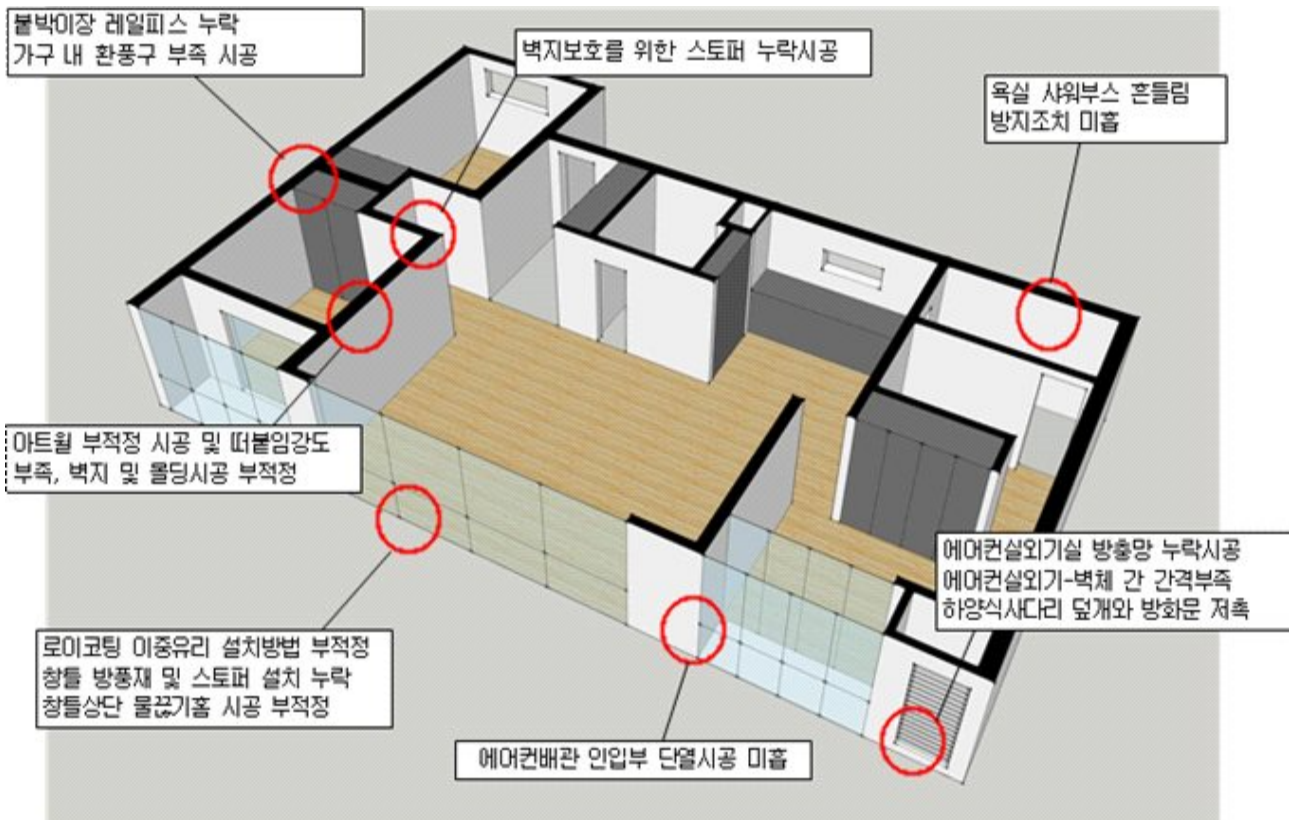 붙박이장 레일피스 누락
가구 내 환풍구 부족 시공
벽지보호를 위한 스토퍼 누락시공
욕실 샤워부스 흔들림
방지조치 미흡
아트월 부적정 시공 및 떠붙임강도
부족, 벽지 및 몰딩시공 부적정
로이코팅 이중유리 설치방법 부적정
창틀 방풍재 및 스토퍼 설치 누락
창틀상단 물끊기홈 시공 부적정
에어컨배관 인입부 단열시공 미흡
에어컨실외기실 방충망 누락시공
에어컨실외기-벽체 간 간격부족
하양식사다리 덮개와 방화문 저촉